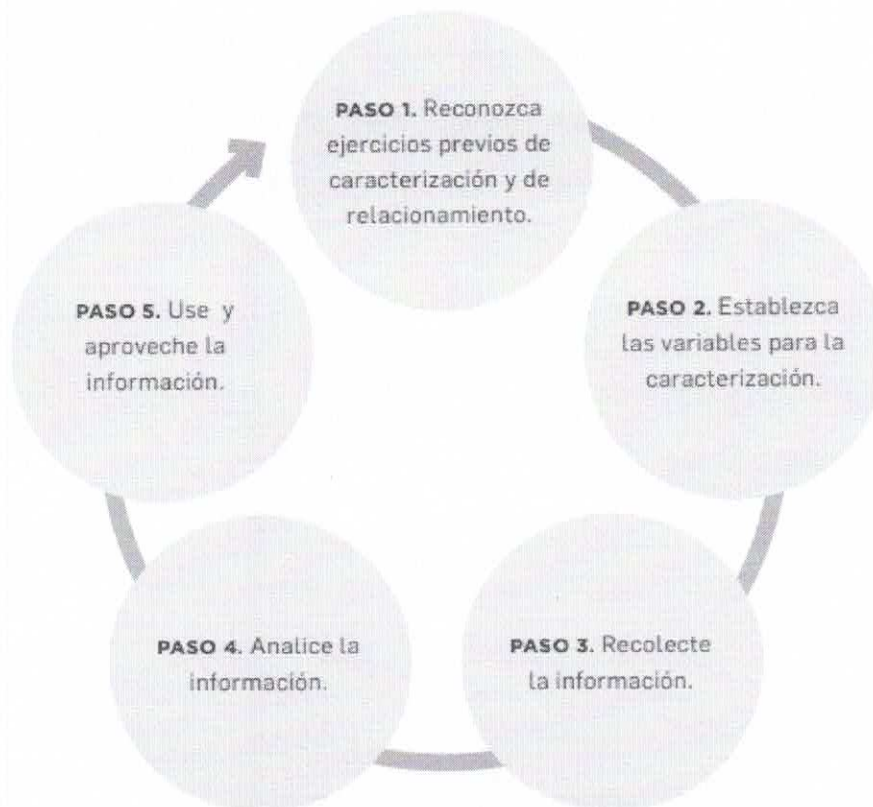 PASO 1. Reconozca
ejercicios previos de
caracterización y de
relacionamiento.
PASO 2. Establezca
las variables para la
caracterización.
PASO 3. Recolecte
la información.
PASO 4. Analice la
información.
PASO 5. Use y
aproveche la
información.